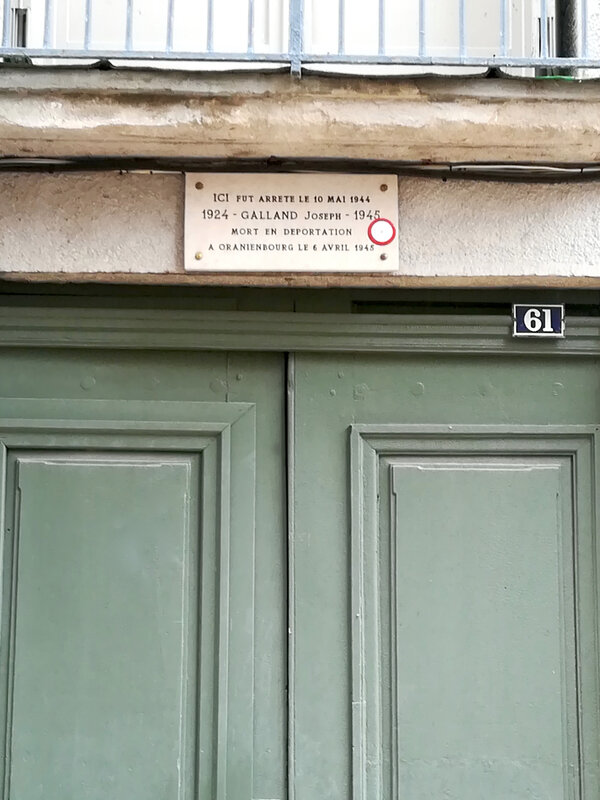 ICI FUT ARRETE LE 10 MAI 1944
1924 - GALLAND JOSEPH - 1945
MORT EN DEPORTATION
A ORANIENBOURG LE 6 AVRIL 1945
61